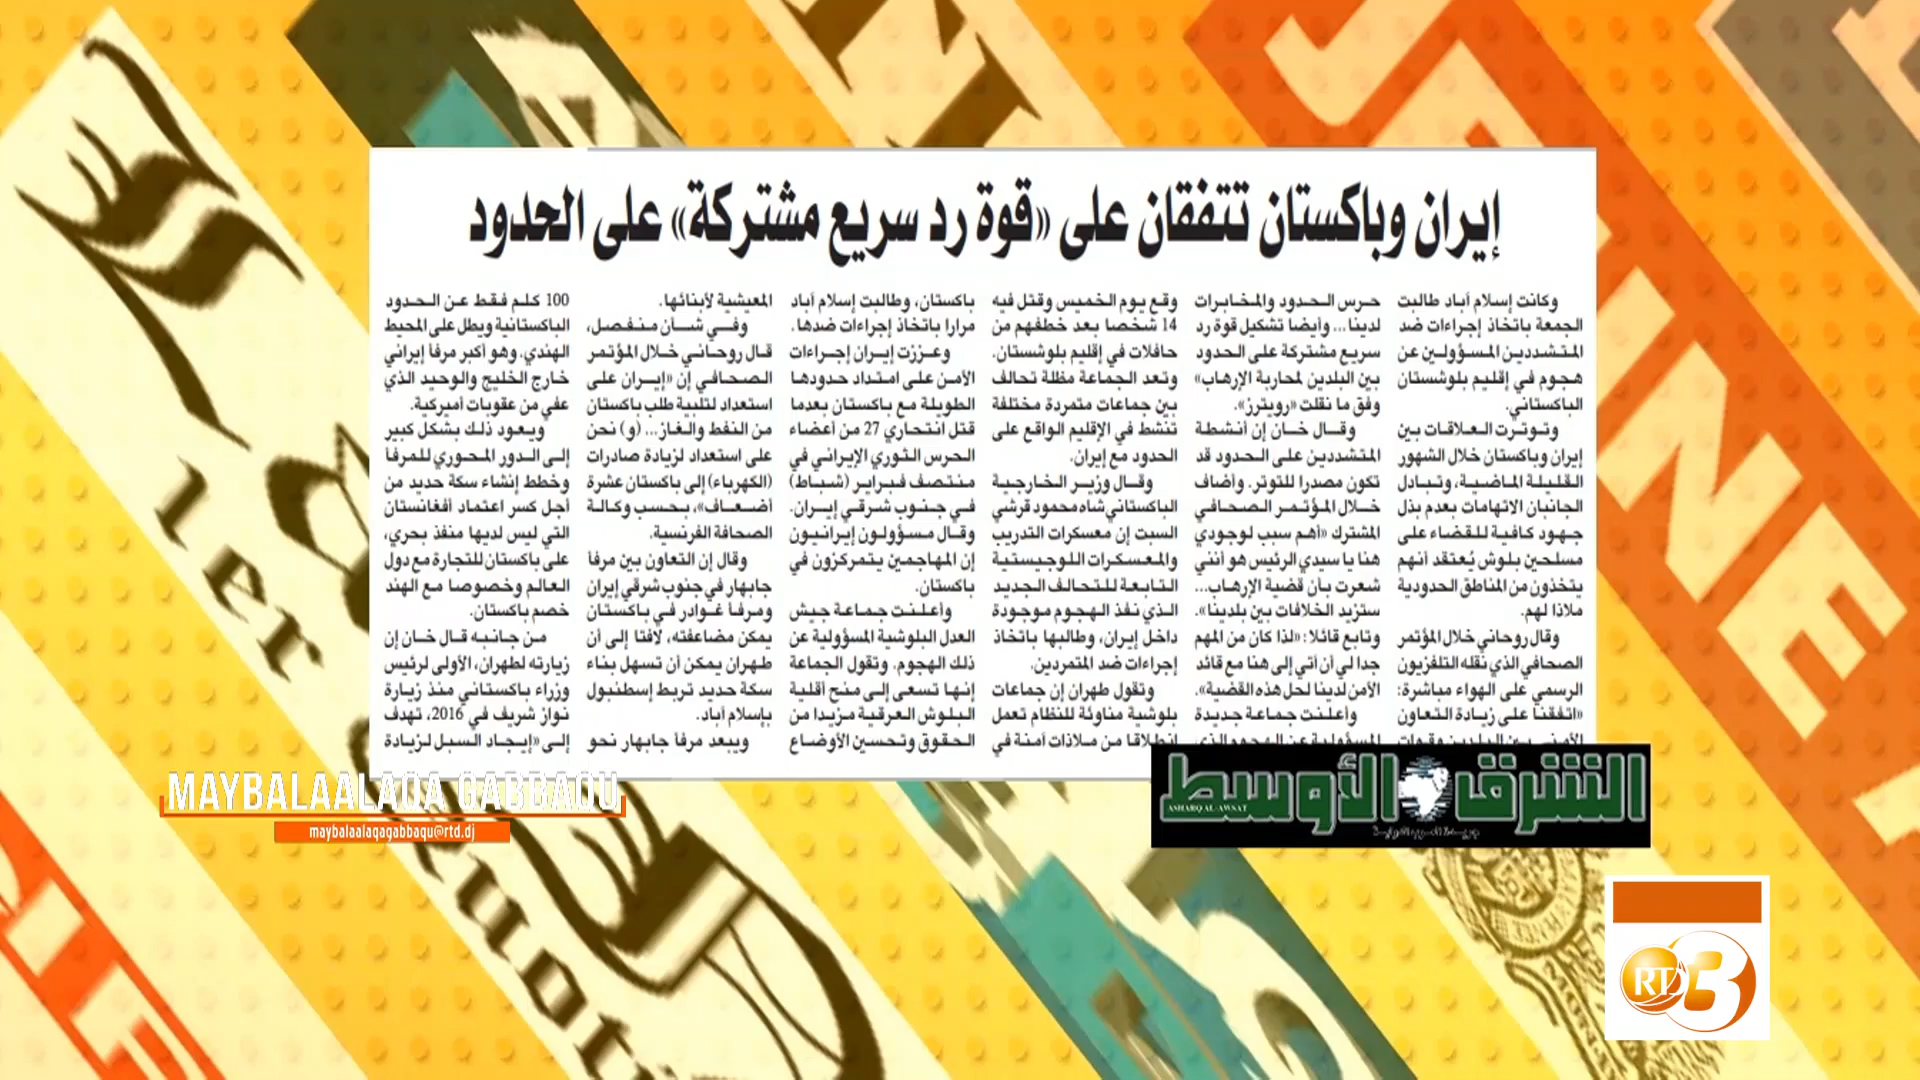 إيران وباكستان تتفقان على «قوة رد سريع مشتركة» على الحدود
وكانت إسلام آباد طالبت
الجمعة باتخاذ إجراءات ضد
المتشددين المسؤولين عن
هجوم في إقليم بلوشستان
الباكستاني.
وتوترت العلاقات بين
إيران وباكستان خلال الشهور
القليلة الماضية، وتبادل
الجانبان الاتهامات بعدم بذل
جهود كافية للقضاء على
مسلحين بلوش يُعتقد أنهم
يتخذون من المناطق الحدودية
ملاذا لهم.
وقال روحاني خلال المؤتمر
الصحافي الذي نقله التلفزيون
الرسمي على الهواء مباشرة:
«اتفقنا على زيادة التعاون
الأمني بين البلدين وقوات
حرس الحدود والمخابرات
لدينا... وأيضا تشكيل قوة رد
سريع مشتركة على الحدود
بين البلدين لمحاربة الإرهاب»
وفق ما نقلت «رويترز».
وقال خان إن أنشطة
المتشددين على الحدود قد
تكون مصدرا للتوتر. وأضاف
خلال المؤتمر الصحافي
المشترك «أهم سبب لوجودي
هنا يا سيدي الرئيس هو أنني
شعرت بأن قضية الإرهاب...
ستزيد الخلافات بين بلدينا».
وتابع قائلا: «لذا كان من المهم
جدا لي أن آتي إلى هنا مع قائد
الأمن لدينا لحل هذه القضية».
وأعلنت جماعة جديدة
المسؤولية عن الهجوم الذي
وقع يوم الخميس وقتل فيه
14 شخصا بعد خطفهم من
حافلات في إقليم بلوشستان.
وتعد الجماعة مظلة تحالف
بين جماعات متمردة مختلفة
تنشط في الإقليم الواقع على
الحدود مع إيران.
وقال وزير الخارجية
الباكستاني شاه محمود قرشي
السبت إن معسكرات التدريب
والمعسكرات اللوجيستية
التابعة للتحالف الجديد
الذي نفذ الهجوم موجودة
داخل إيران، وطالبها باتخاذ
إجراءات ضد المتمردين.
وتقول طهران إن جماعات
بلوشية مناوئة للنظام تعمل
انطلاقا من ملاذات آمنة في
باكستان، وطالبت إسلام آباد
مرارا باتخاذ إجراءات ضدها.
وعززت إيران إجراءات
الأمن على امتداد حدودها
الطويلة مع باكستان بعدما
قتل انتحاري 27 من أعضاء
الحرس الثوري الإيراني في
منتصف فبراير (شباط)
في جنوب شرقي إيران.
وقال مسؤولون إيرانيون
إن المهاجمين يتمركزون في
باكستان.
وأعلنت جماعة جيش
العدل البلوشية المسؤولية عن
ذلك الهجوم. وتقول الجماعة
إنها تسعى إلى منح أقلية
البلوش العرقية مزيدا من
الحقوق وتحسين الأوضاع
المعيشية لأبنائها.
وفي شأن منفصل،
قال روحاني خلال المؤتمر
الصحافي إن «إيران على
استعداد لتلبية طلب باكستان
من النفط والغاز... (و) نحن
على استعداد لزيادة صادرات
(الكهرباء) إلى باكستان عشرة
أضعاف»، بحسب وكالة
الصحافة الفرنسية.
وقال إن التعاون بين مرفأ
جابهار في جنوب شرقي إيران
ومرفأ غوادر في باكستان
يمكن مضاعفته، لافتا إلى أن
طهران يمكن أن تسهل بناء
سكة حديد تربط إسطنبول
بإسلام آباد.
ويبعد مرفأ جابهار نحو
100 كلم فقط عن الحدود
الباكستانية ويطل على المحيط
الهندي. وهو أكبر مرفأ إيراني
خارج الخليج والوحيد الذي
عفي من عقوبات أميركية.
ويعود ذلك بشكل كبير
إلى الدور المحوري للمرفأ
وخطط إنشاء سكة حديد من
أجل كسر اعتماد أفغانستان
التي ليس لديها منفذ بحري،
على باكستان للتجارة مع دول
العالم وخصوصا مع الهند
خصم باكستان.
من جانبه قال خان إن
زيارته لطهران، الأولى لرئيس
وزراء باكستاني منذ زيارة
نواز شريف في 2016، تهدف
إلى «إيجاد السبل لزيادة
الشرق الأوسط
ASHARQ AL-AWSAT
MAYBALAALAQA GABBAQU
maybalaalaqagabbaqu@rtd.dj
RTD 3
1er